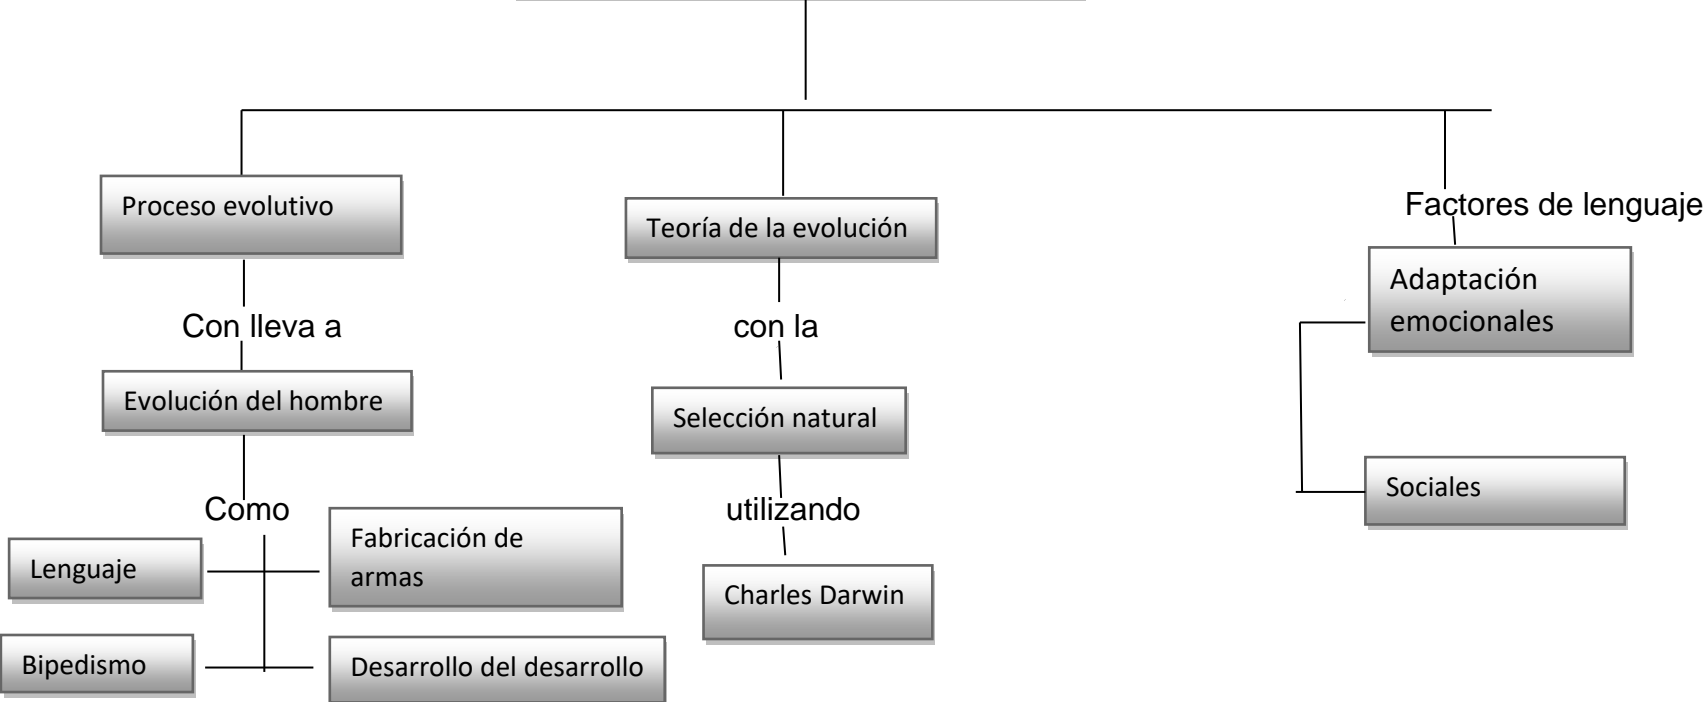 Proceso evolutivo
Con lleva a
Evolución del hombre
Como
Lenguaje
Fabricación de
armas
Bipedismo
Desarrollo del desarrollo
Teoría de la evolución
con la
Selección natural
utilizando
Charles Darwin
Factores de lenguaje
Adaptación
emocionales
Sociales